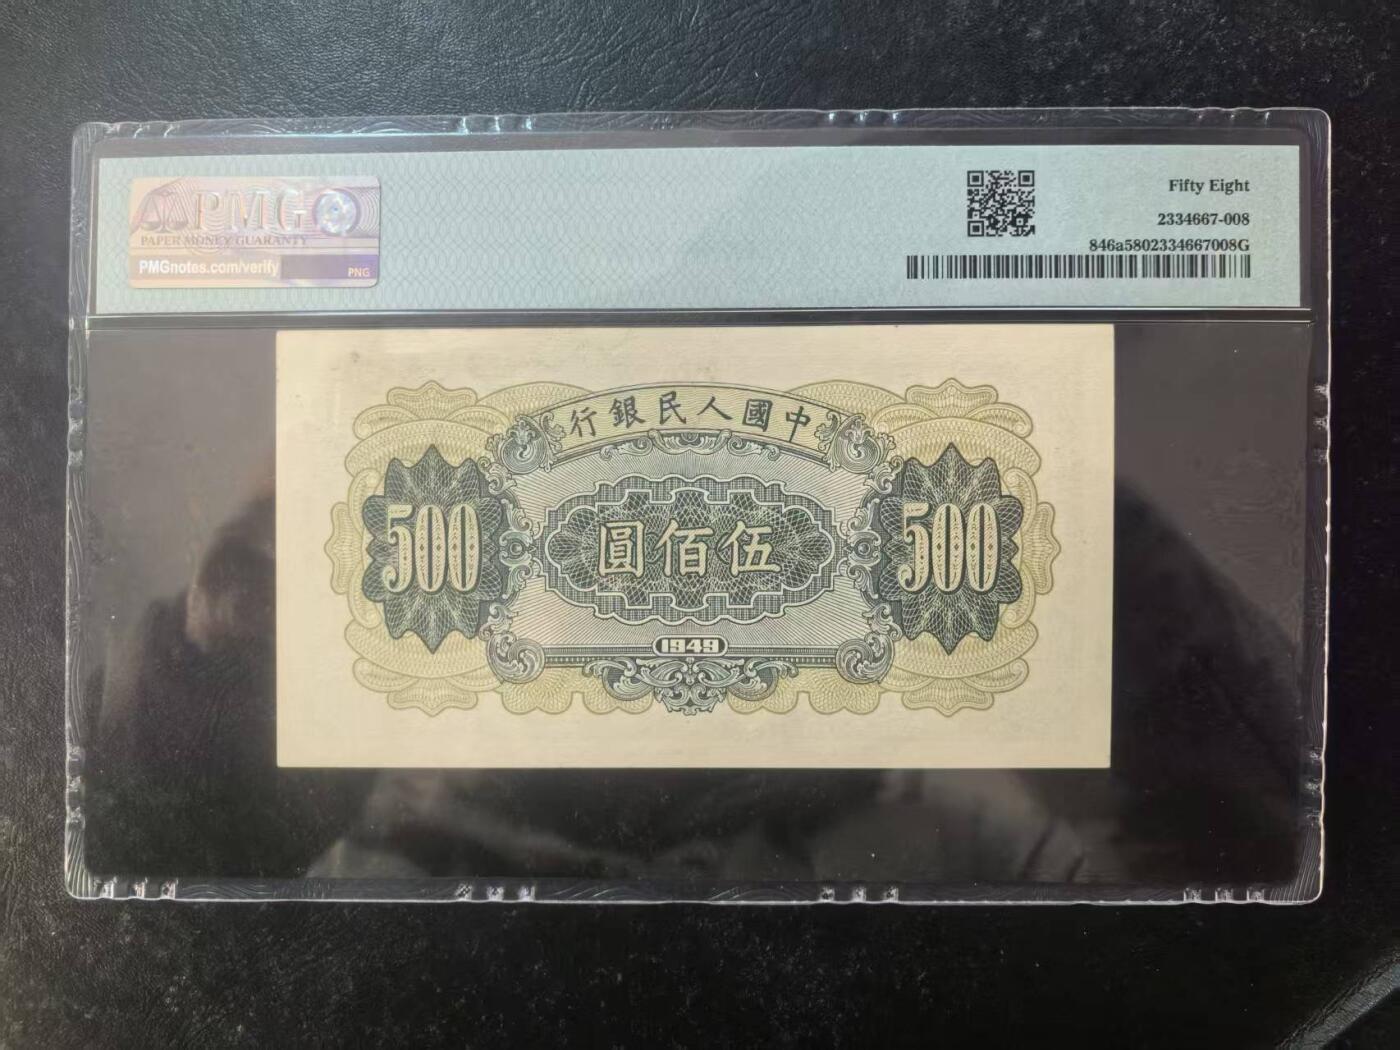 PMG
PAPER MONEY GUARANTY
PMGnotes.com/verify
PNG
Fifty Eight
2334667-008
846a5802334667008G
中國人民銀行
500
伍佰圓
500
1949